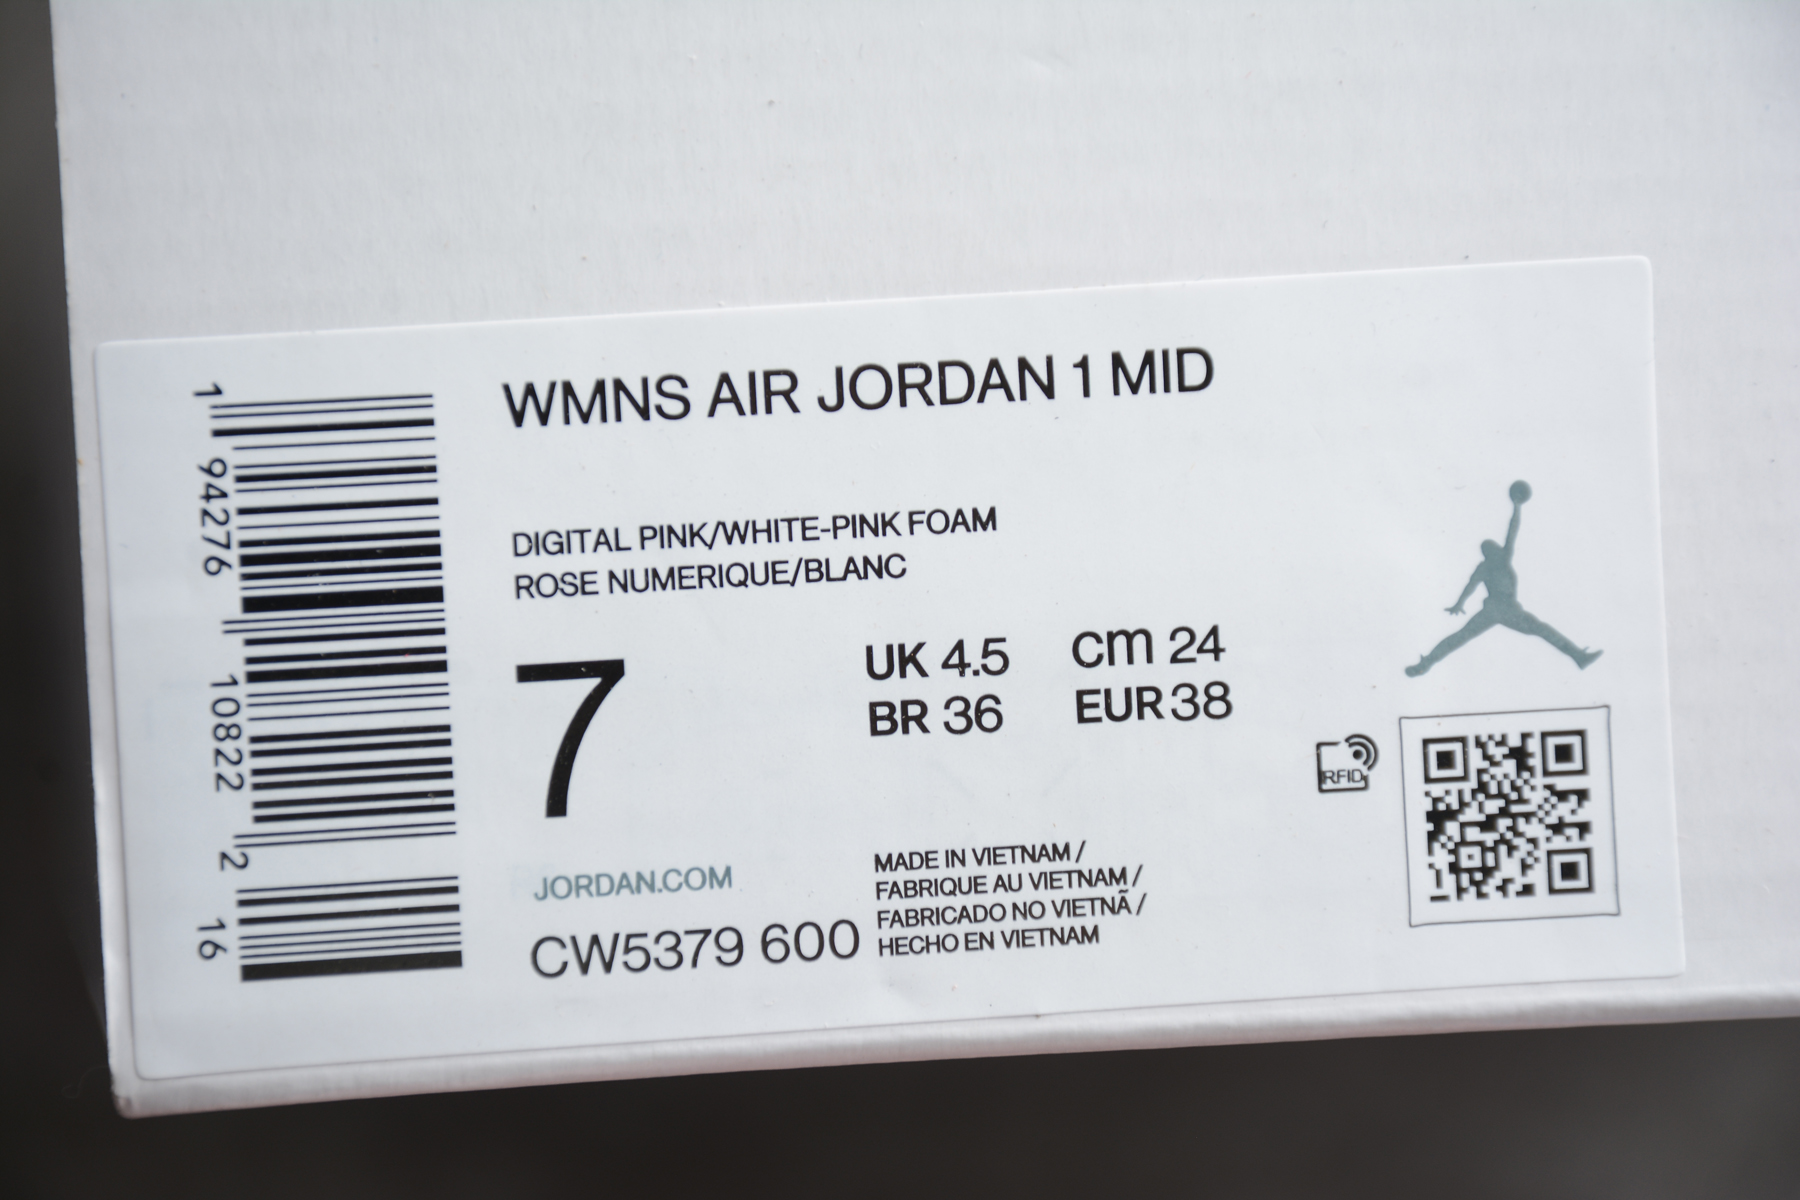 WMNS AIR JORDAN 1 MID
DIGITAL PINK/WHITE-PINK FOAM
ROSE NUMERIQUE/BLANC
7
UK 4.5 cm 24
BR 36 EUR 38
JORDAN.COM
CW5379 600
MADE IN VIETNAM /
FABRIQUE AU VIETNAM /
FABRICADO NO VIETNÃ /
HECHO EN VIETNAM
RFID
1 94276 10822 2 16